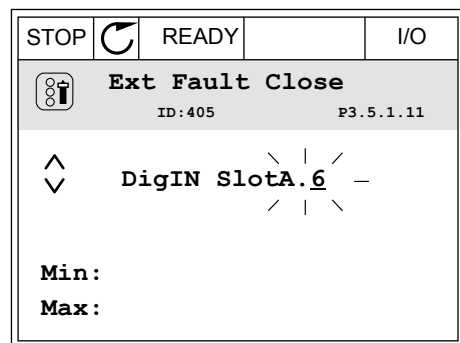 STOP READY I/O
Ext Fault Close
ID:405 P3.5.1.11
DigIN SlotA.6
Min:
Max: